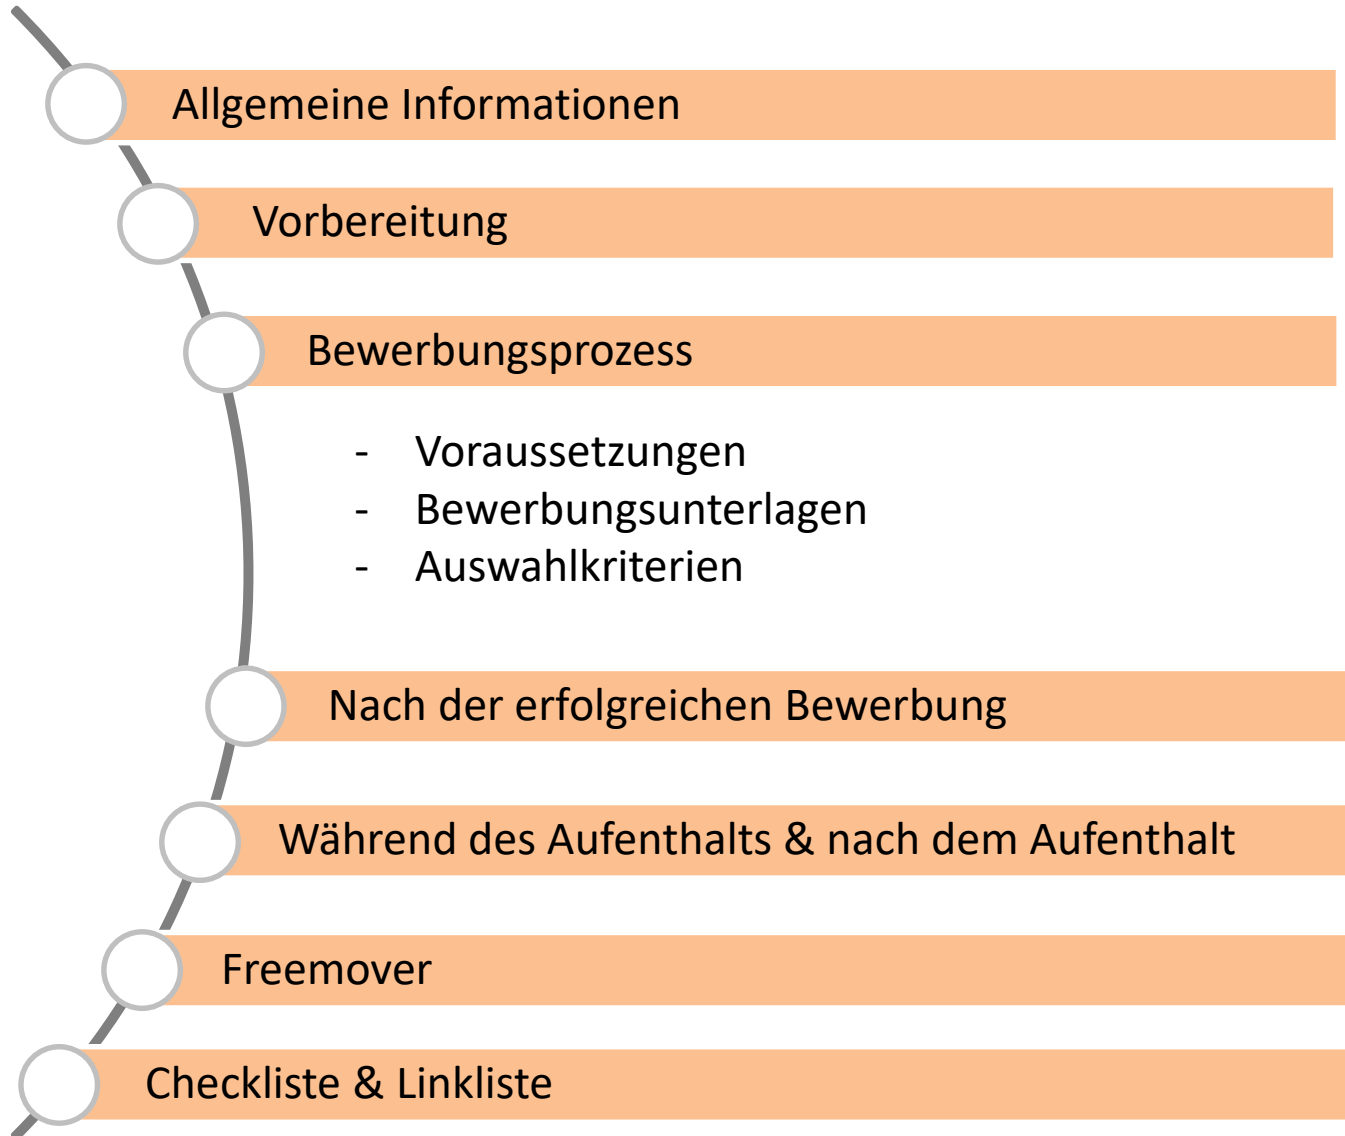 Allgemeine Informationen
Vorbereitung
Bewerbungsprozess
- Voraussetzungen
- Bewerbungsunterlagen
- Auswahlkriterien
Nach der erfolgreichen Bewerbung
Während des Aufenthalts & nach dem Aufenthalt
Freemover
Checkliste & Linkliste